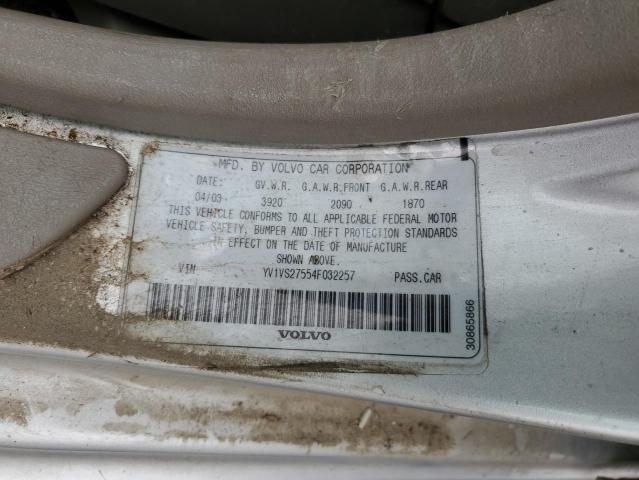 MFD. BY VOLVO CAR CORPORATION
DATE: G.V.W.R. G.A.W.R.FRONT G.A.W.R.REAR
04/03 3920 2090 1870
THIS VEHICLE CONFORMS TO ALL APPLICABLE FEDERAL MOTOR
VEHICLE SAFETY, BUMPER AND THEFT PROTECTION STANDARDS
IN EFFECT ON THE DATE OF MANUFACTURE
SHOWN ABOVE.
VIN YV1VS27554F032257 PASS.CAR
VOLVO
30865866